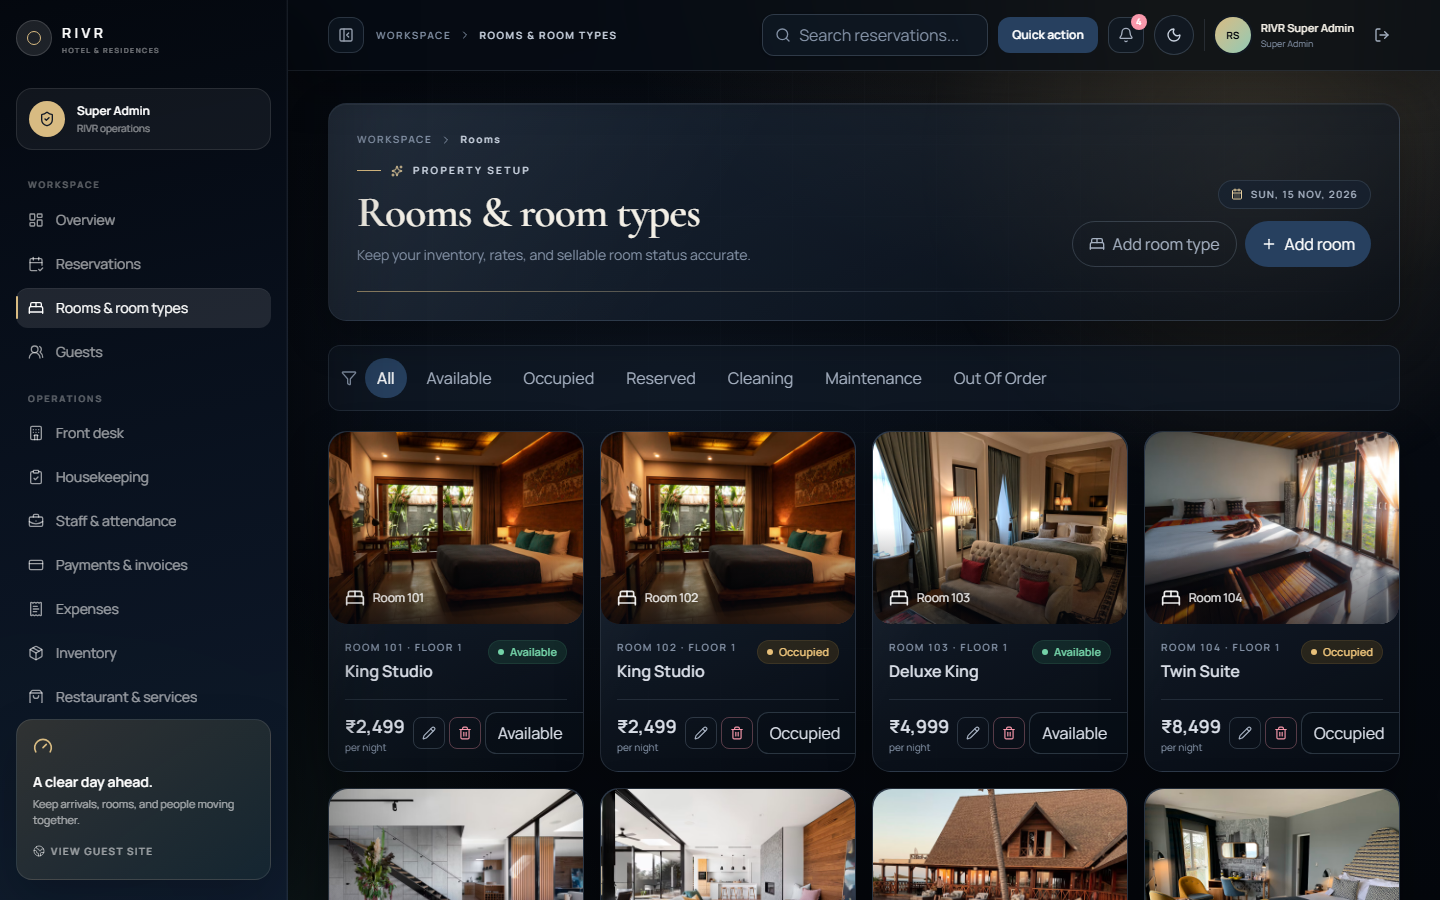 RIVR
HOTEL & RESIDENCES
Super Admin
RIVR operations
WORKSPACE
Overview
Reservations
Rooms & room types
Guests
OPERATIONS
Front desk
Housekeeping
Staff & attendance
Payments & invoices
Expenses
Inventory
Restaurant & services
A clear day ahead.
Keep arrivals, rooms, and people moving
together.
VIEW GUEST SITE
WORKSPACE > ROOMS & ROOM TYPES
Search reservations...
Quick action
4
RS
RIVR Super Admin
Super Admin
WORKSPACE > Rooms
PROPERTY SETUP
Rooms & room types
Keep your inventory, rates, and sellable room status accurate.
SUN, 15 NOV, 2026
Add room type
Add room
All
Available
Occupied
Reserved
Cleaning
Maintenance
Out Of Order
Room 101
ROOM 101 · FLOOR 1
Available
King Studio
₹2,499
per night
Available
Room 102
ROOM 102 · FLOOR 1
Occupied
King Studio
₹2,499
per night
Occupied
Room 103
ROOM 103 · FLOOR 1
Available
Deluxe King
₹4,999
per night
Available
Room 104
ROOM 104 · FLOOR 1
Occupied
Twin Suite
₹8,499
per night
Occupied